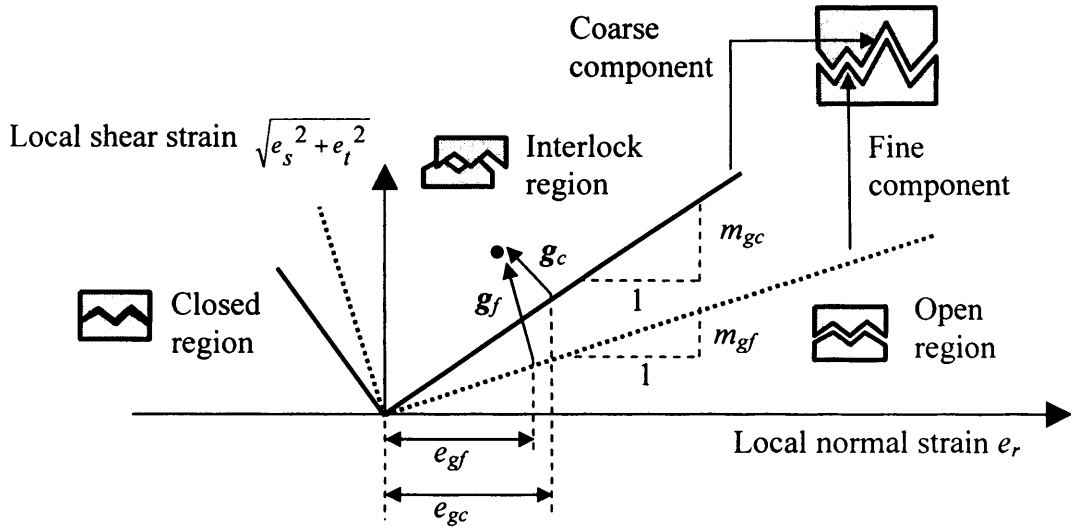 Coarse
component
Local shear strain √(e_s² + e_t²)
Interlock
region
Fine
component
g_c
m_gc
g_f
1
Closed
region
m_gf
Open
region
1
e_gf
Local normal strain e_r
e_gc